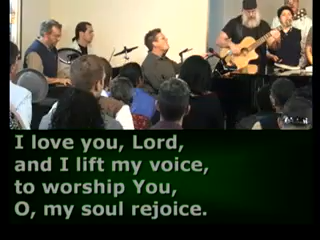 I love you, Lord,
and I lift my voice,
to worship You,
O, my soul rejoice.